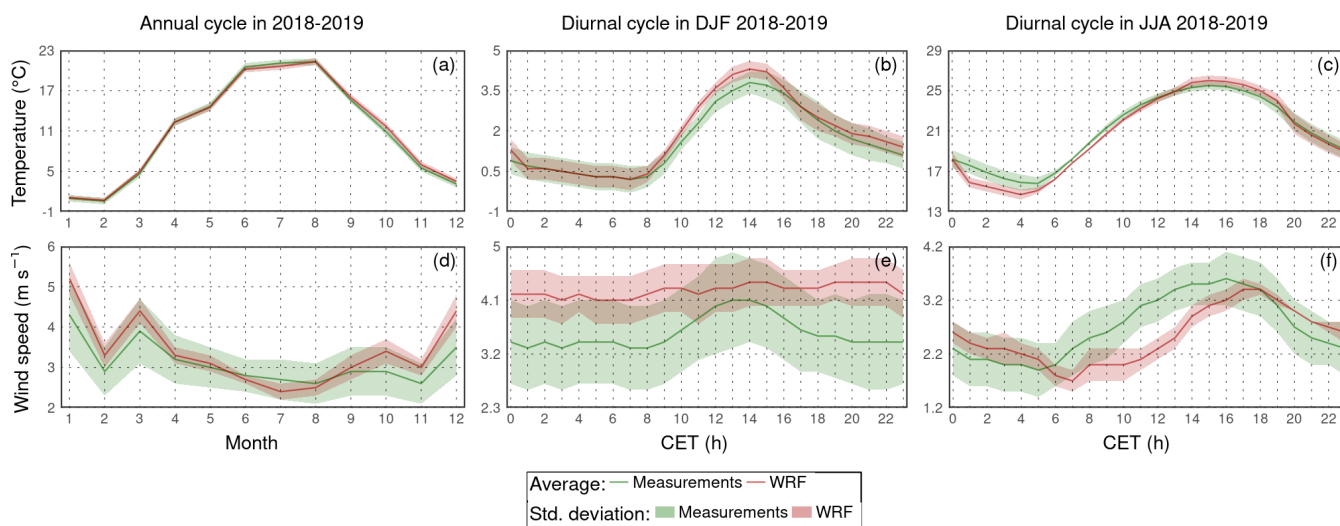 Annual cycle in 2018-2019 Diurnal cycle in DJF 2018-2019 Diurnal cycle in JJA 2018-2019
Temperature (°C)
23
17
11
5
-1
(a)
1 2 3 4 5 6 7 8 9 10 11 12
5
3.5
2
0.5
-1
(b)
0 2 4 6 8 10 12 14 16 18 20 22
29
25
21
17
13
(c)
0 2 4 6 8 10 12 14 16 18 20 22
Wind speed (m s⁻¹)
6
5
4
3
2
(d)
1 2 3 4 5 6 7 8 9 10 11 12
Month
5
4.1
3.2
2.3
(e)
0 2 4 6 8 10 12 14 16 18 20 22
CET (h)
4.2
3.2
2.2
1.2
(f)
0 2 4 6 8 10 12 14 16 18 20 22
CET (h)
Average: Measurements WRF
Std. deviation: Measurements WRF